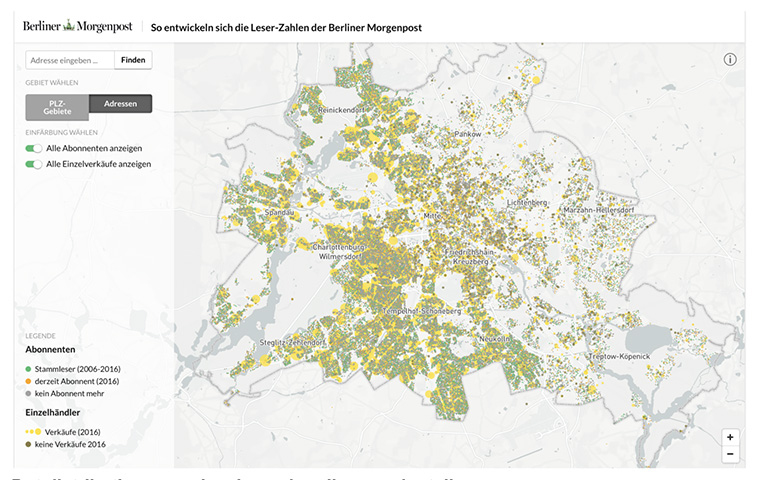 Berliner Morgenpost
So entwickeln sich die Leser-Zahlen der Berliner Morgenpost
Adresse eingeben ...
Finden
GEBIET WÄHLEN
PLZ-
Gebiete
Adressen
EINFÄRBUNG WÄHLEN
Alle Abonnenten anzeigen
Alle Einzelverkäufe anzeigen
Reinickendorf
Pankow
Spandau
Mitte
Lichtenberg
Marzahn-Hellersdorf
Charlottenburg-
Wilmersdorf
Friedrichshain-
Kreuzberg
Tempelhof-Schöneberg
Steglitz-Zehlendorf
Neukölln
Treptow-Köpenick
LEGENDE
Abonnenten
Stammleser (2006-2016)
derzeit Abonnent (2016)
kein Abonnent mehr
Einzelhändler
Verkäufe (2016)
keine Verkäufe 2016
+
−